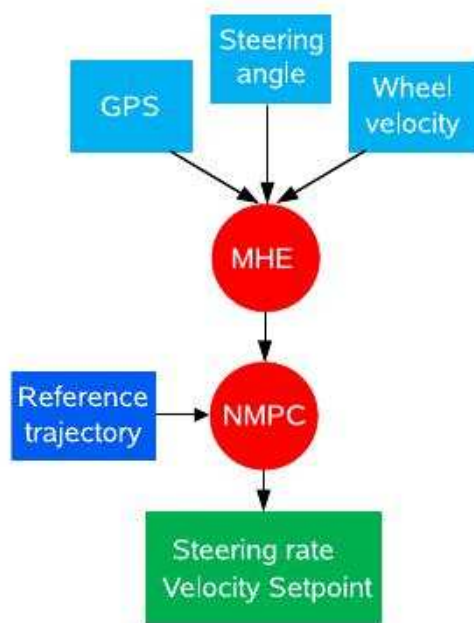 Steering
angle
GPS
Wheel
velocity
MHE
Reference
trajectory
NMPC
Steering rate
Velocity Setpoint